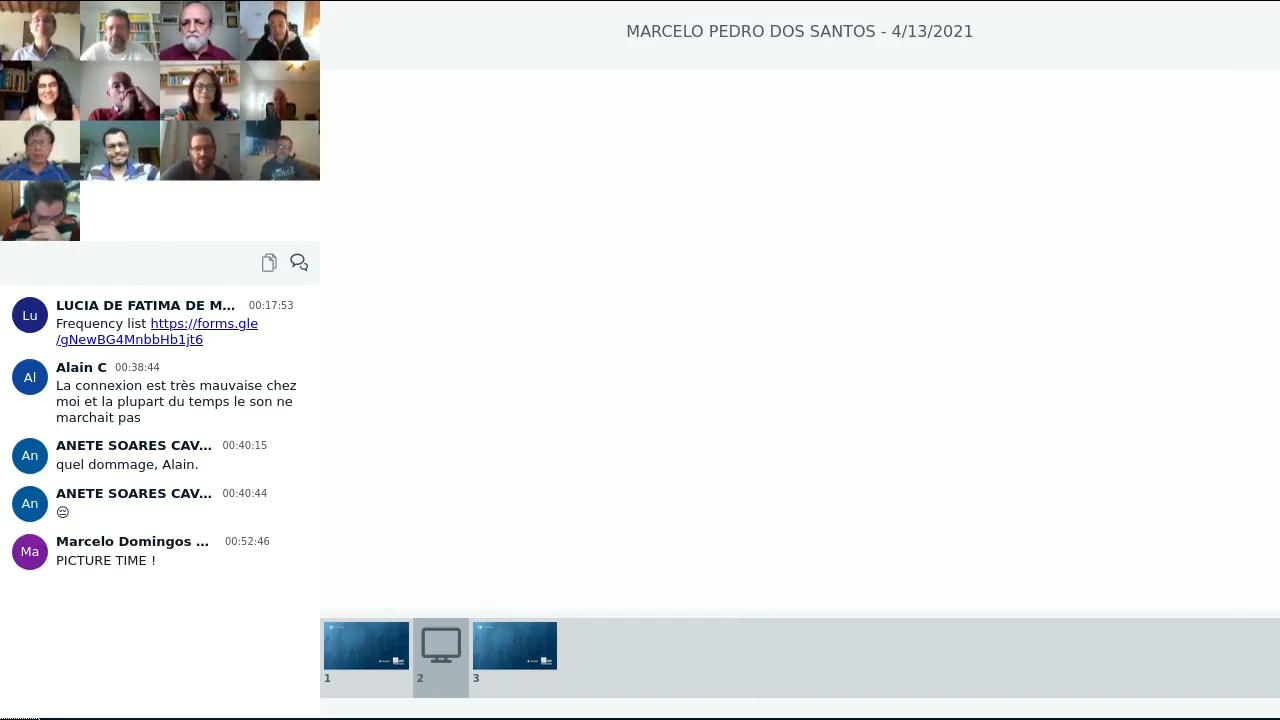 MARCELO PEDRO DOS SANTOS - 4/13/2021
Lu
LUCIA DE FATIMA DE M... 00:17:53
Frequency list https://forms.gle
/gNewBG4MnbbHb1jt6
Al
Alain C 00:38:44
La connexion est très mauvaise chez
moi et la plupart du temps le son ne
marchait pas
An
ANETE SOARES CAV... 00:40:15
quel dommage, Alain.
An
ANETE SOARES CAV... 00:40:44
😔
Ma
Marcelo Domingos ... 00:52:46
PICTURE TIME !
1
2
3